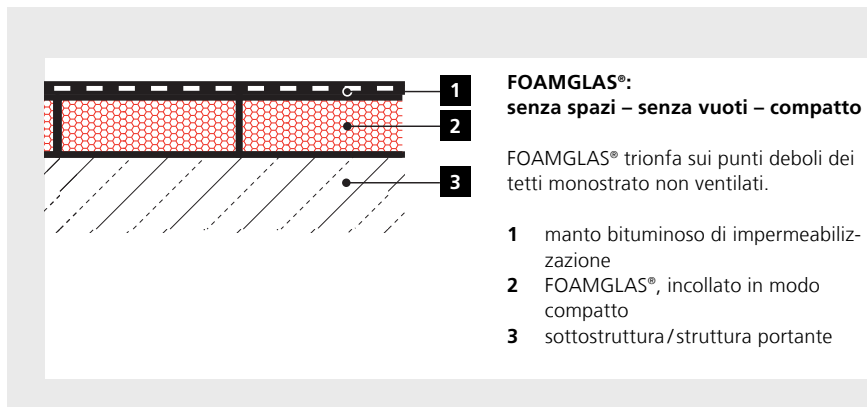 1
2
3
FOAMGLAS®:
senza spazi – senza vuoti – compatto
FOAMGLAS® trionfa sui punti deboli dei
tetti monostrato non ventilati.
1 manto bituminoso di impermeabiliz-
zazione
2 FOAMGLAS®, incollato in modo
compatto
3 sottostruttura/struttura portante